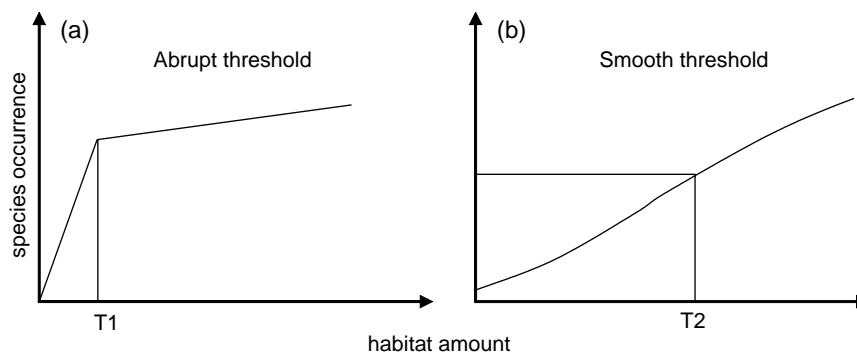 (a)
Abrupt threshold
(b)
Smooth threshold
species occurrence
T1
T2
habitat amount